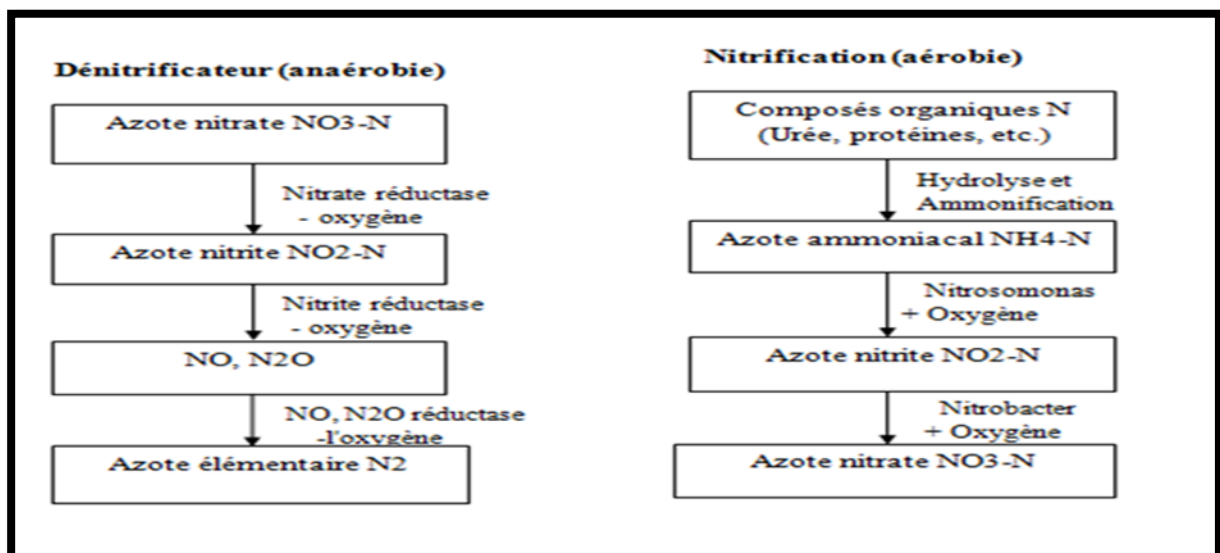 Dénitrificateur (anaérobie)
Azote nitrate NO3-N
Nitrate réductase
- oxygène
Azote nitrite NO2-N
Nitrite réductase
- oxygène
NO, N2O
NO, N2O réductase
-l'oxygène
Azote élémentaire N2
Nitrification (aérobie)
Composés organiques N
(Urée, protéines, etc.)
Hydrolyse et
Ammonification
Azote ammoniacal NH4-N
Nitrosomonas
+ Oxygène
Azote nitrite NO2-N
Nitrobacter
+ Oxygène
Azote nitrate NO3-N